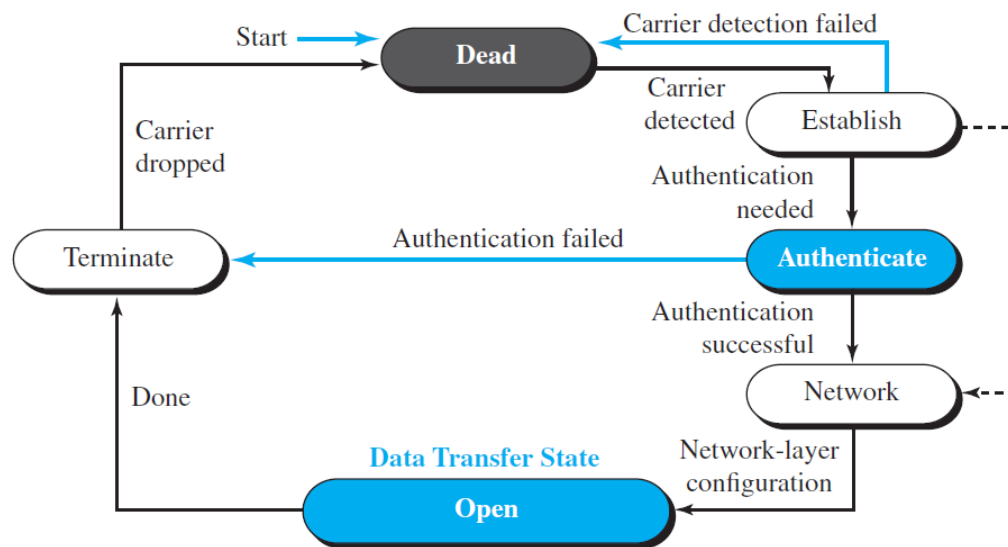 Start
Dead
Carrier detection failed
Carrier
detected
Establish
Carrier
dropped
Authentication
needed
Terminate
Authentication failed
Authenticate
Authentication
successful
Network
Done
Data Transfer State
Network-layer
configuration
Open